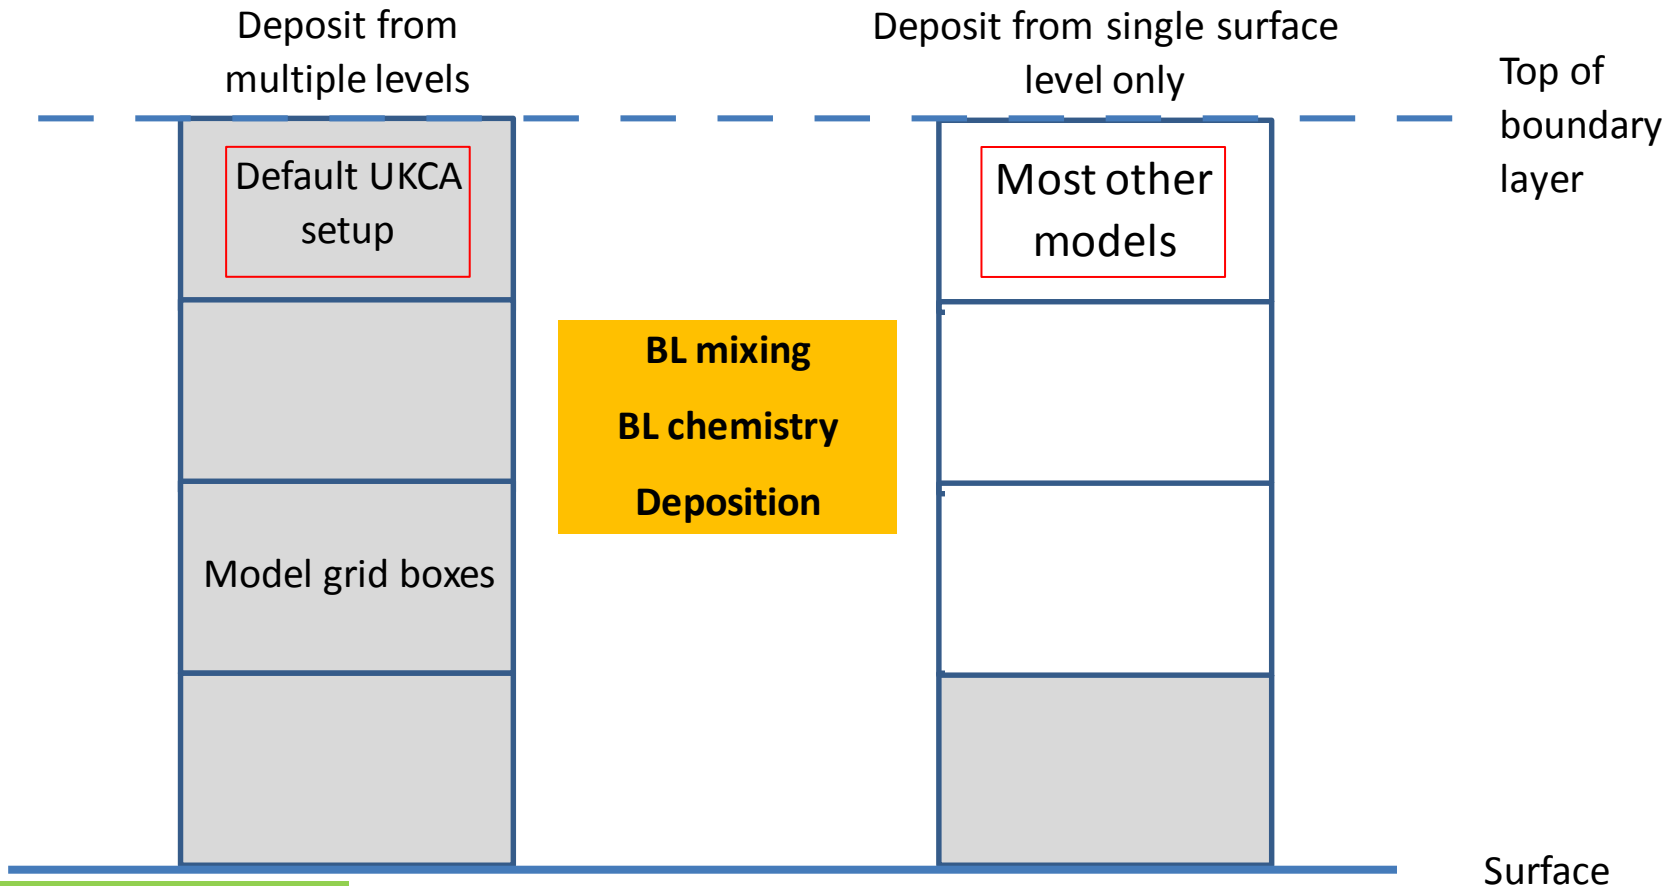 Deposit from
multiple levels
Deposit from single surface
level only
Top of
boundary
layer
Default UKCA
setup
Most other
models
BL mixing
BL chemistry
Deposition
Model grid boxes
Surface